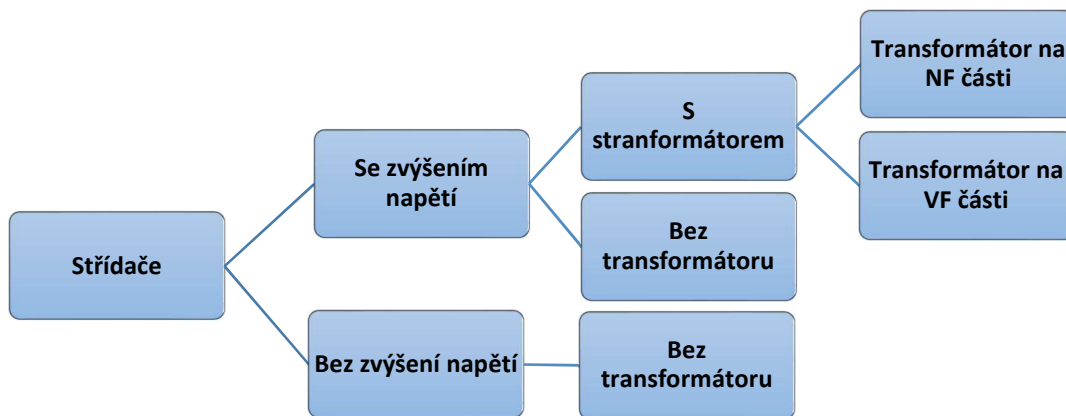 Střídače
Se zvýšením
napětí
S
stranformátorem
Transformátor na
NF části
Transformátor na
VF části
Bez
transformátoru
Bez zvýšení napětí
Bez
transformátoru